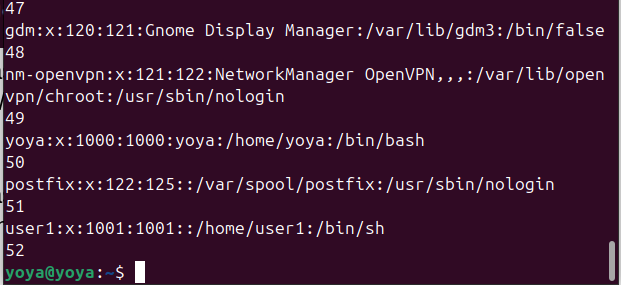 47
gdm:x:120:121:Gnome Display Manager:/var/lib/gdm3:/bin/false
48
nm-openvpn:x:121:122:NetworkManager OpenVPN,,,:/var/lib/open
vpn/chroot:/usr/sbin/nologin
49
yoya:x:1000:1000:yoya:/home/yoya:/bin/bash
50
postfix:x:122:125::/var/spool/postfix:/usr/sbin/nologin
51
user1:x:1001:1001::/home/user1:/bin/sh
52
yoya@yoya:~$